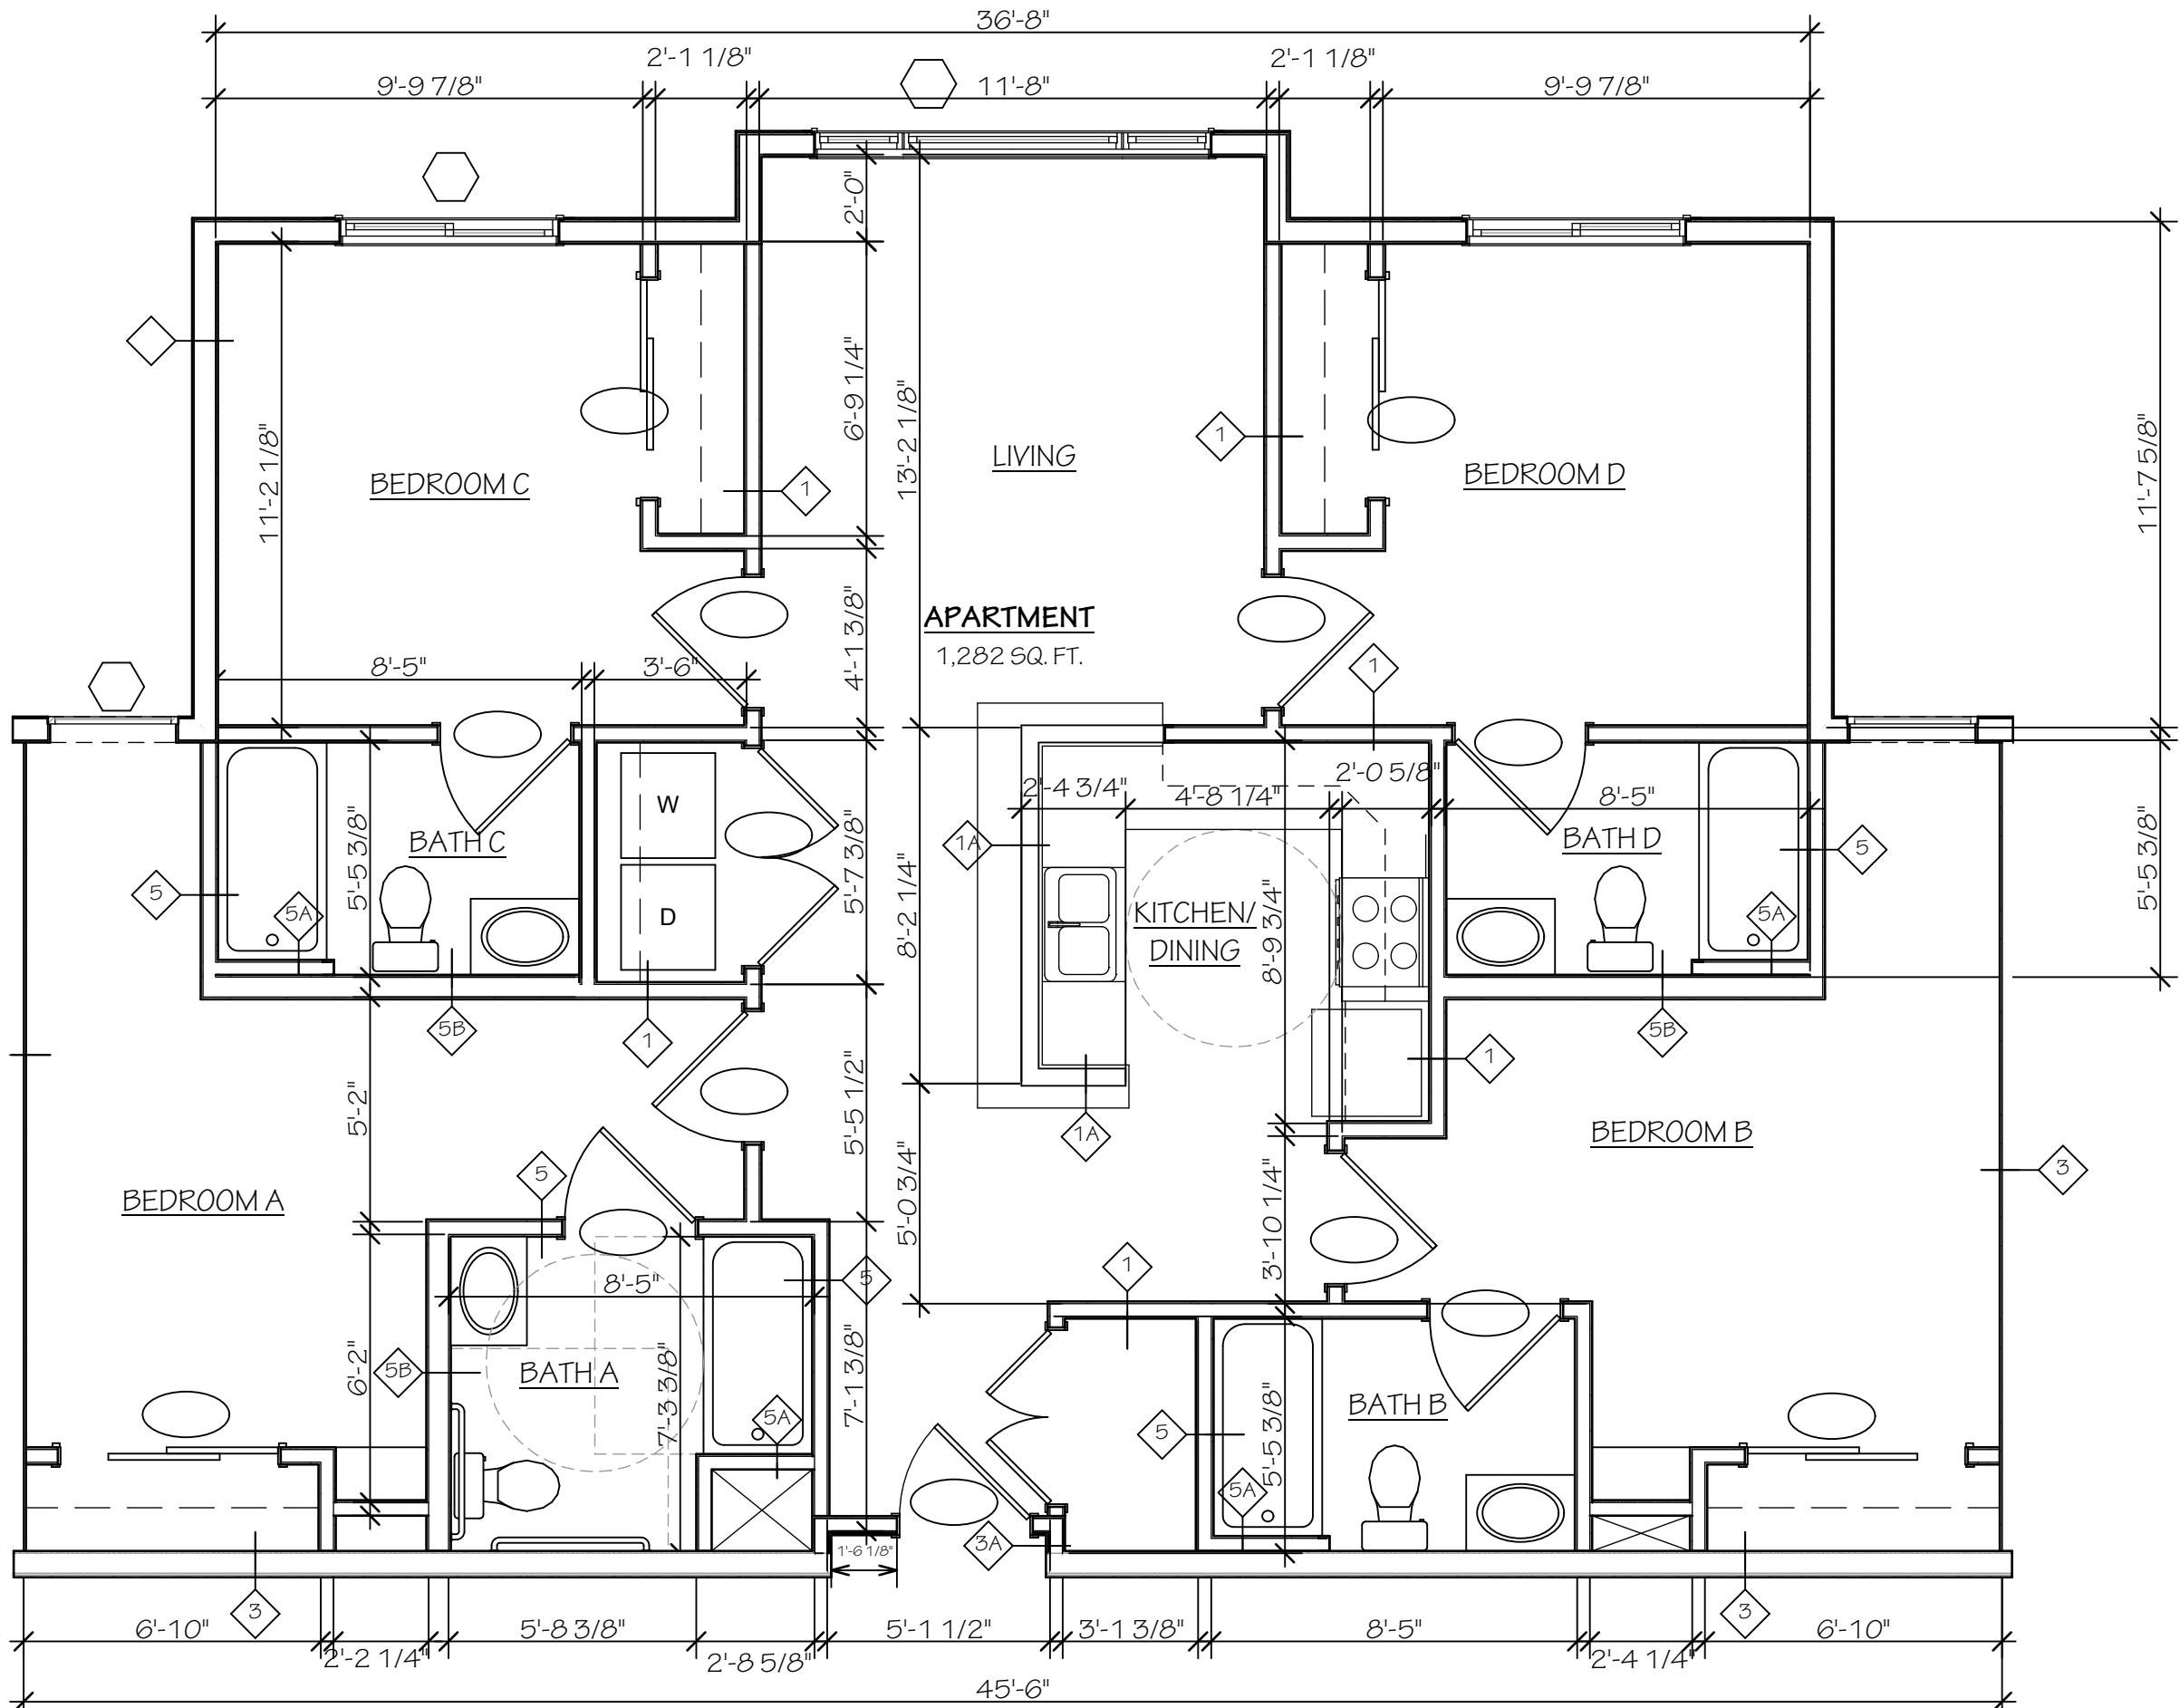 36'-8"
2'-1 1/8"
2'-1 1/8"
9'-9 7/8"
11'-8"
9'-9 7/8"
2'-0"
6'-9 1/4"
13'-2 1/8"
11'-2 1/8"
11'-7 5/8"
BEDROOM C
LIVING
BEDROOM D
1
1
APARTMENT
1,282 SQ. FT.
4'-1 3/8"
8'-5"
3'-6"
1
2'-0 5/8"
2'-4 3/4"
4'-8 1/4"
8'-5"
W
BATH C
BATH D
1A
5
5
5'-5 3/8"
5'-7 3/8"
8'-2 1/4"
8'-9 3/4"
5'-5 3/8"
5A
D
KITCHEN/
DINING
5A
5B
1
1
5B
5'-2"
5'-5 1/2"
1A
BEDROOM B
5
3
BEDROOM A
5'-0 3/4"
3'-10 1/4"
8'-5"
5
1
5B
BATH A
6'-2"
7'-3 3/8"
7'-1 3/8"
BATH B
5A
5
5'-5 3/8"
5A
3A
1'-6 1/8"
3
3
6'-10"
5'-8 3/8"
5'-1 1/2"
3'-1 3/8"
8'-5"
6'-10"
2'-2 1/4"
2'-8 5/8"
2'-4 1/4"
45'-6"